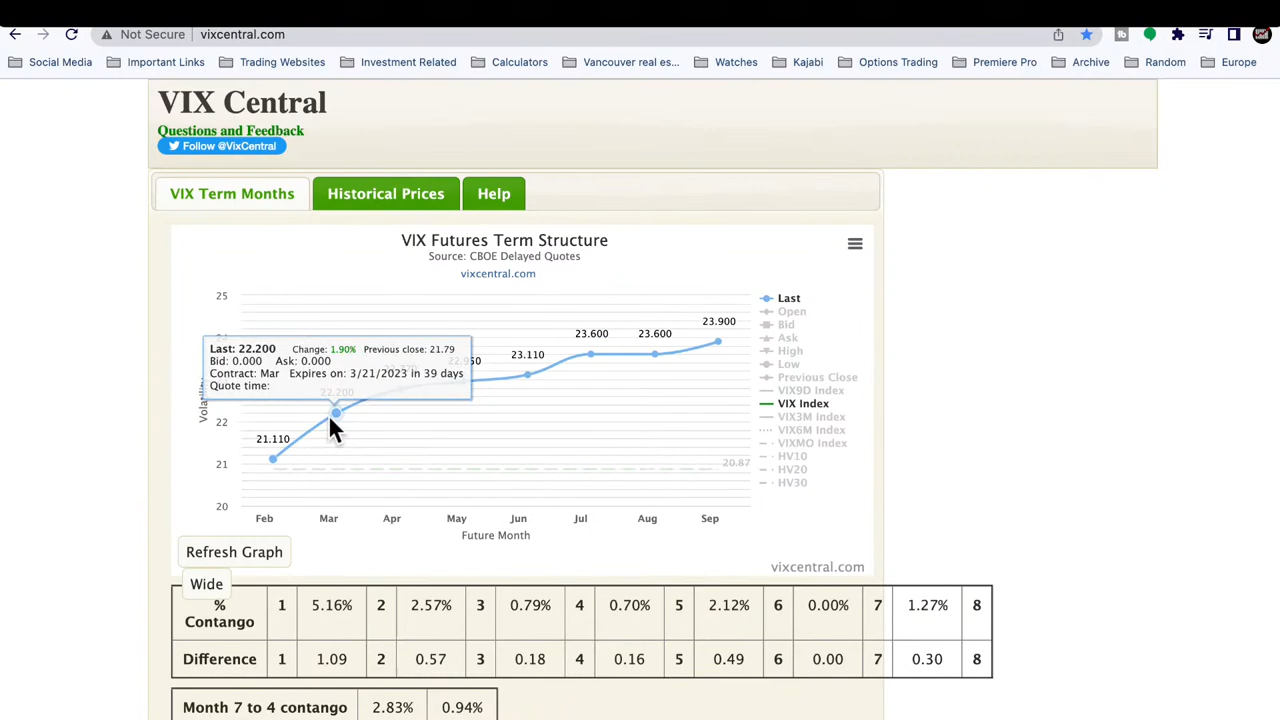 Not Secure vixcentral.com
Social Media Important Links Trading Websites Investment Related Calculators Vancouver real es... Watches Kajabi Options Trading Premiere Pro Archive Random Europe
VIX Central
Questions and Feedback
Follow @VixCentral
VIX Term Months Historical Prices Help
VIX Futures Term Structure
Source: CBOE Delayed Quotes
vixcentral.com
25
22
21
20
Last: 22.200 Change: 1.90% Previous close: 21.79
Bid: 0.000 Ask: 0.000
Contract: Mar Expires on: 3/21/2023 in 39 days
Quote time:
22.200
21.110
23.110
23.600
23.600
23.900
20.87
Feb Mar Apr May Jun Jul Aug Sep
Future Month
Last
Open
Bid
Ask
High
Low
Previous Close
VIX9D Index
VIX Index
VIX3M Index
VIX6M Index
VIXMO Index
HV10
HV20
HV30
Refresh Graph
Wide
vixcentral.com
% Contango 1 5.16% 2 2.57% 3 0.79% 4 0.70% 5 2.12% 6 0.00% 7 1.27% 8
Difference 1 1.09 2 0.57 3 0.18 4 0.16 5 0.49 6 0.00 7 0.30 8
Month 7 to 4 contango 2.83% 0.94%